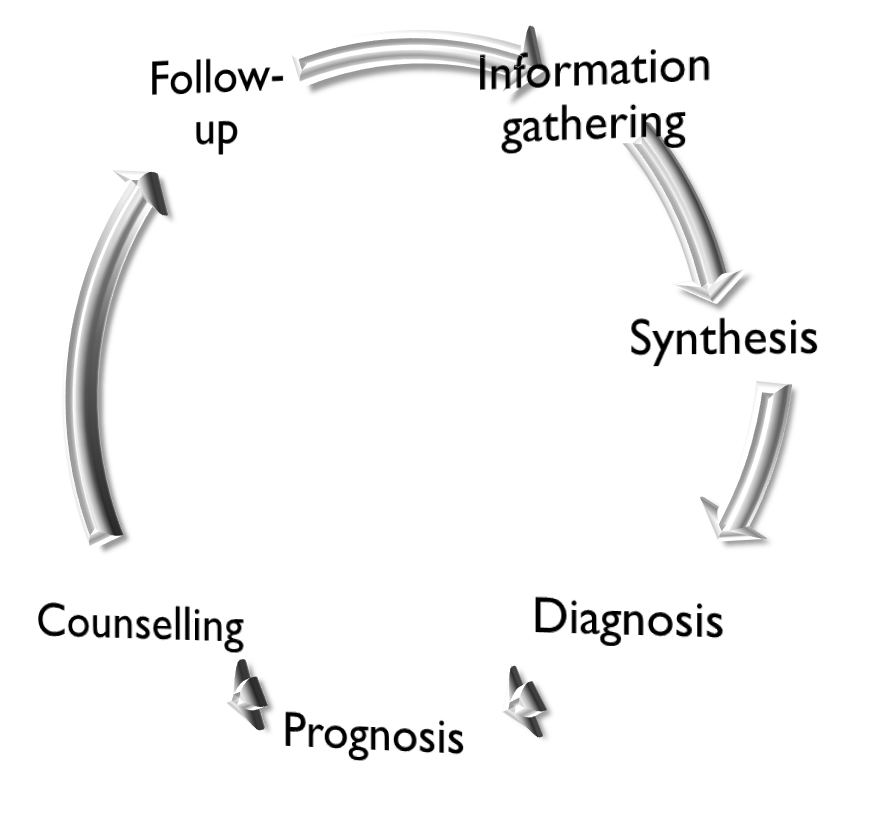 Follow-
up
Information
gathering
Synthesis
Diagnosis
Prognosis
Counselling